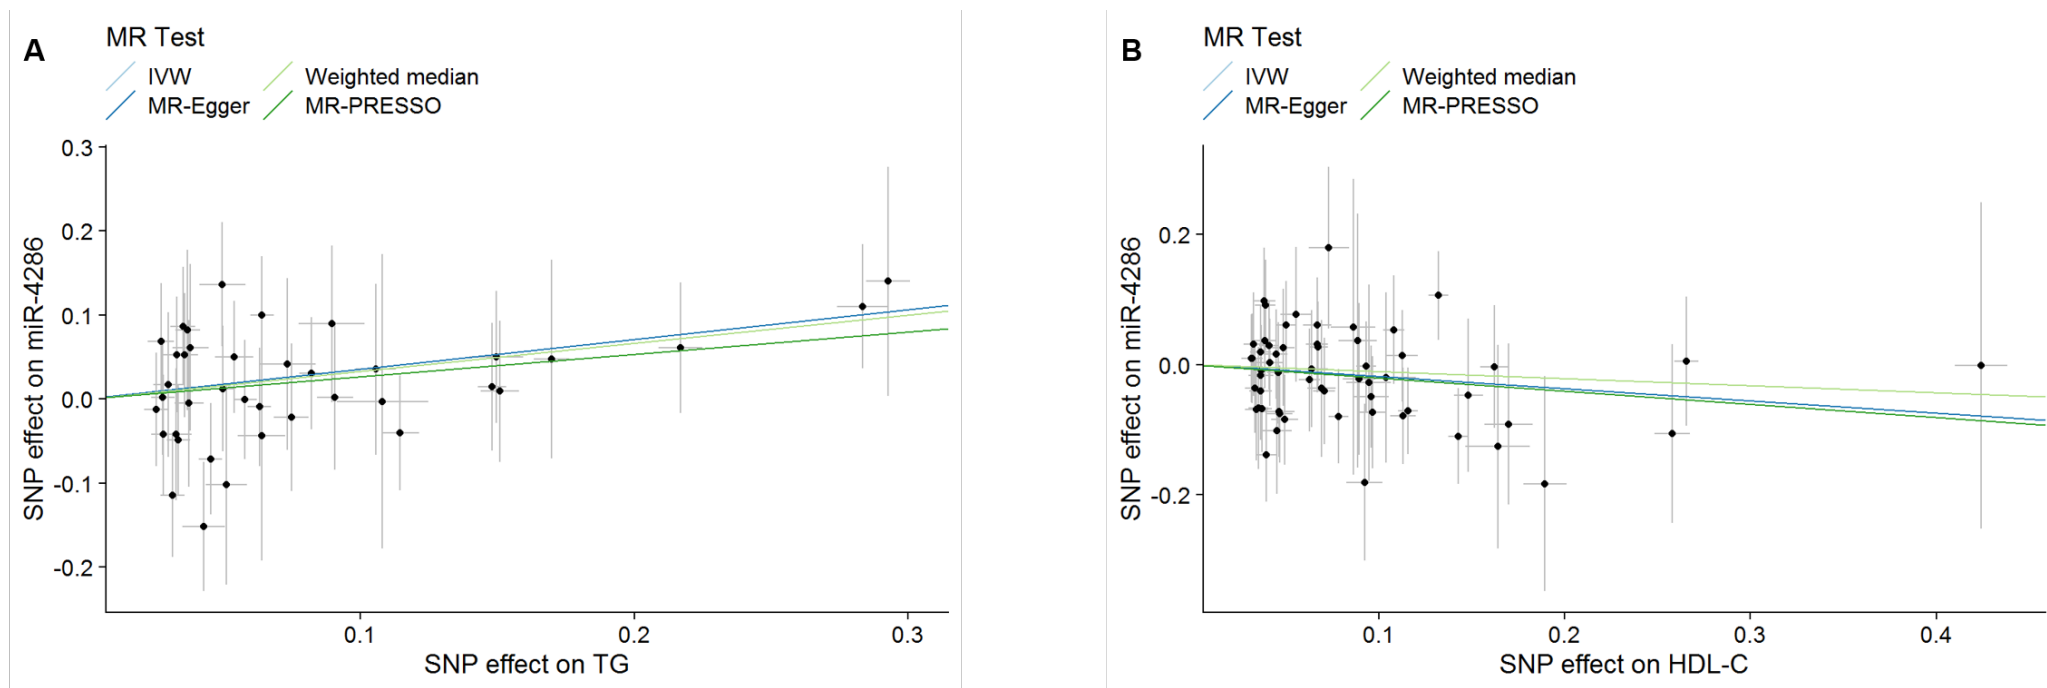 A
MR Test
IVW
Weighted median
MR-Egger
MR-PRESSO
0.3
0.2
0.1
0.0
-0.1
-0.2
SNP effect on miR-4286
0.1
0.2
0.3
SNP effect on TG
B
MR Test
IVW
Weighted median
MR-Egger
MR-PRESSO
0.2
0.0
-0.2
SNP effect on miR-4286
0.1
0.2
0.3
0.4
SNP effect on HDL-C